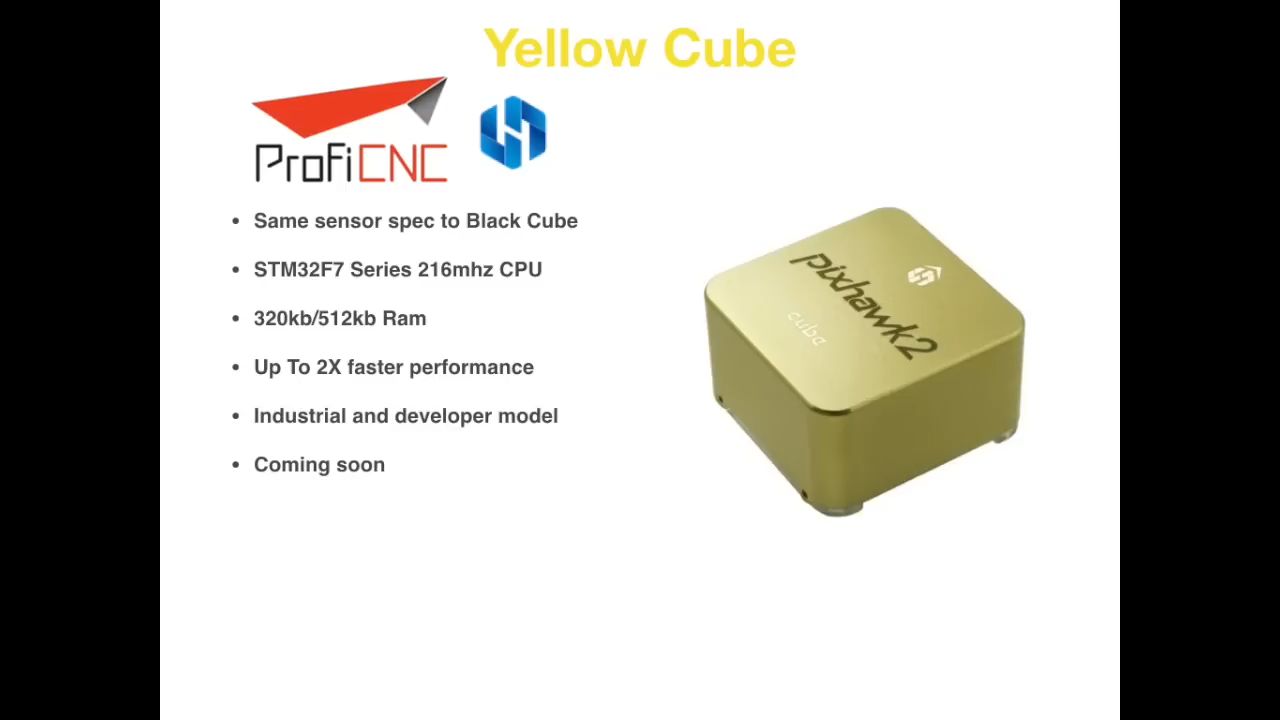 Yellow Cube
ProfiCNC
Same sensor spec to Black Cube
STM32F7 Series 216mhz CPU
320kb/512kb Ram
Up To 2X faster performance
Industrial and developer model
Coming soon
pixhawk2
cube